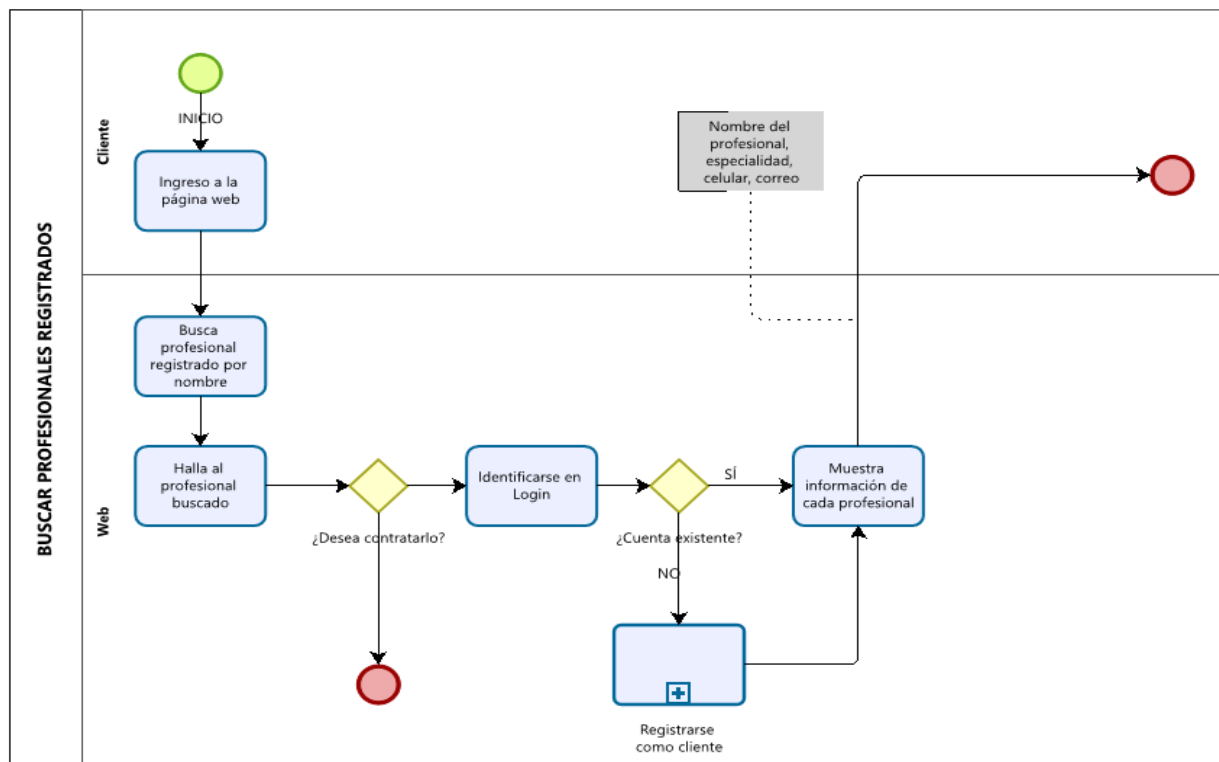 BUSCAR PROFESIONALES REGISTRADOS
Cliente
INICIO
Ingreso a la
página web
Nombre del
profesional,
especialidad,
celular, correo
Web
Busca
profesional
registrado por
nombre
Halla al
profesional
buscado
¿Desea contratarlo?
Identificarse en
Login
¿Cuenta existente?
SÍ
NO
Muestra
información de
cada profesional
Registrarse
como cliente